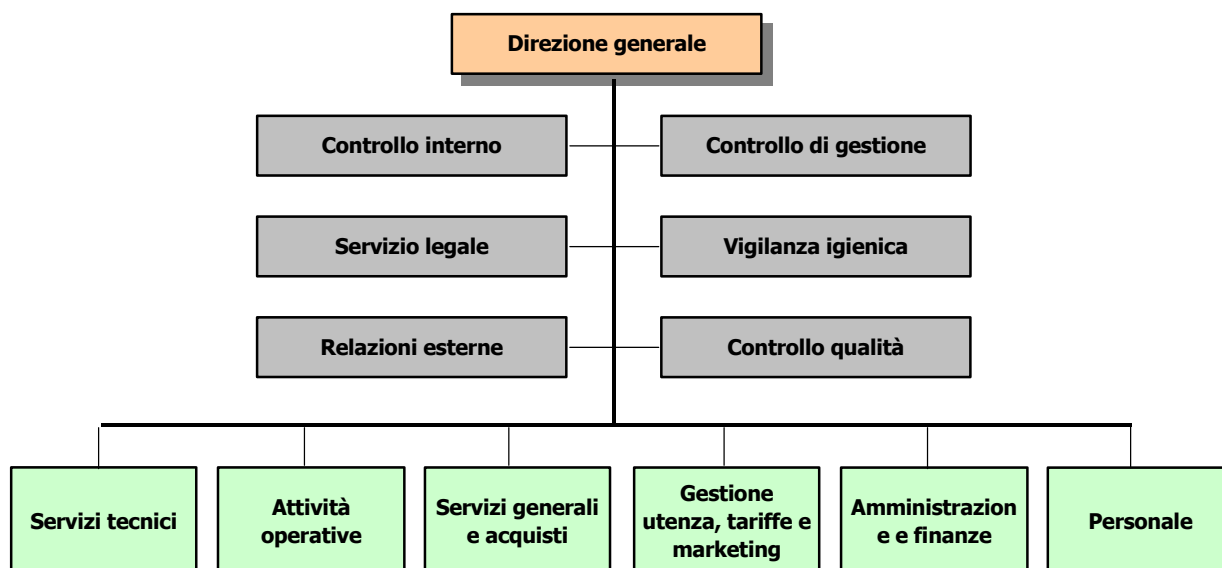 Direzione generale
Controllo interno
Controllo di gestione
Servizio legale
Vigilanza igienica
Relazioni esterne
Controllo qualità
Servizi tecnici
Attività
operative
Servizi generali
e acquisti
Gestione
utenza, tariffe e
marketing
Amministrazion
e e finanze
Personale